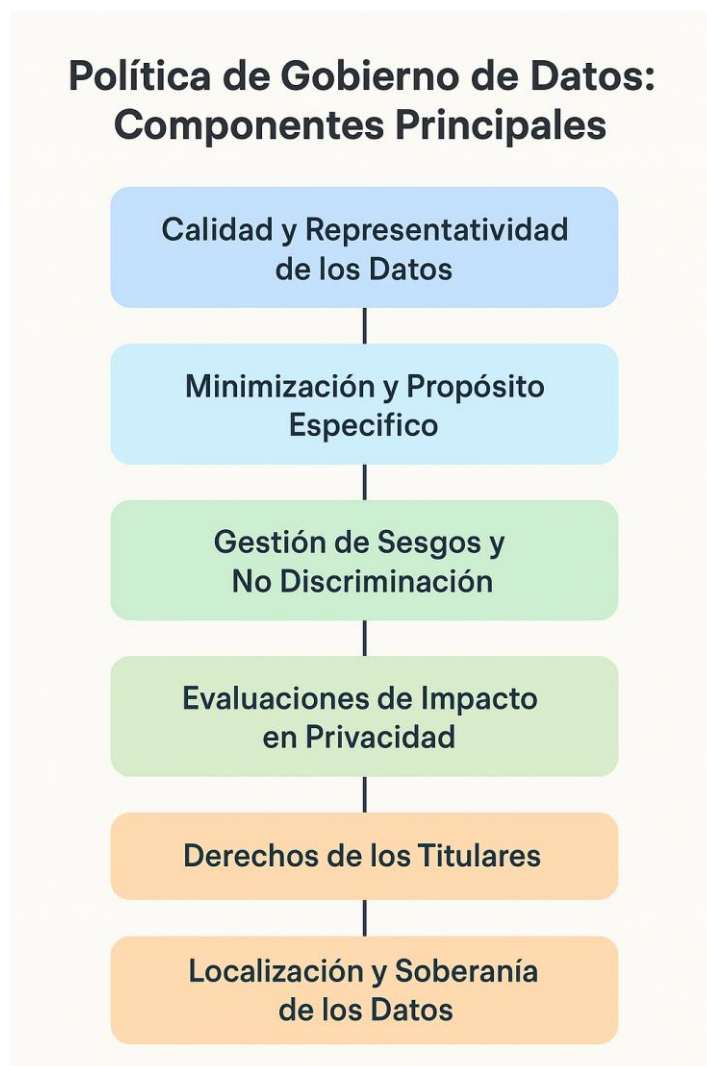 Política de Gobierno de Datos:
Componentes Principales
Calidad y Representatividad
de los Datos
Minimización y Propósito
Especifico
Gestión de Sesgos y
No Discriminación
Evaluaciones de Impacto
en Privacidad
Derechos de los Titulares
Localización y Soberanía
de los Datos